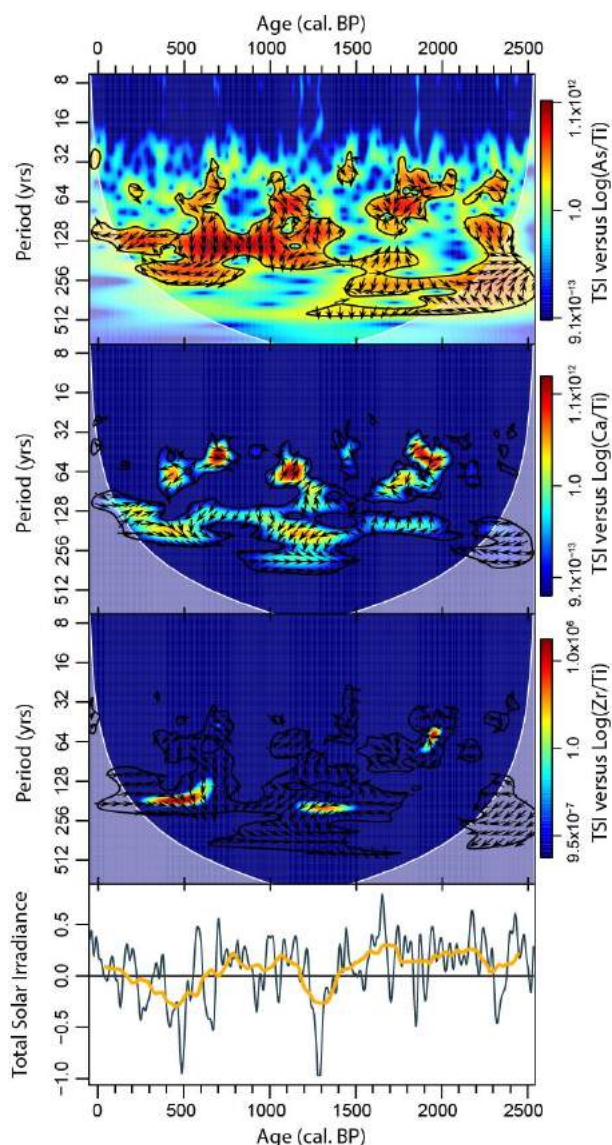 Age (cal. BP)
0 500 1000 1500 2000 2500
Period (yrs)
8
16
32
64
128
256
512
TSI versus Log(As/Ti)
1.1x10¹²
1.0
9.1x10⁻¹³
Period (yrs)
8
16
32
64
128
256
512
TSI versus Log(Ca/Ti)
1.1x10¹²
1.0
9.1x10⁻¹³
Period (yrs)
8
16
32
64
128
256
512
TSI versus Log(Zr/Ti)
1.0x10⁶
1.0
9.5x10⁻⁷
Total Solar Irradiance
0.5
0.0
−0.5
−1.0
0 500 1000 1500 2000 2500
Age (cal. BP)